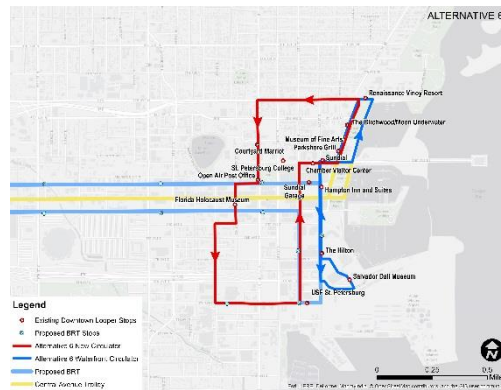 ALTERNATIVE 6
Renaissance Vinoy Resort
The Birchwood/Moon Underwater
Museum of Fine Arts
Parkshore Grill
Courtyard Marriot
Sundial
St. Petersburg College
Chamber Visitor Center
Open Air Post Office
Sundial
Garage
Hampton Inn and Suites
Florida Holocaust Museum
The Hilton
Salvador Dali Museum
USF St. Petersburg
Legend
Existing Downtown Looper Stops
Proposed BRT Stops
Alternative 6 New Circulator
Alternative 6 Waterfront Circulator
Proposed BRT
Central Avenue Trolley
N
0 0.25 0.5